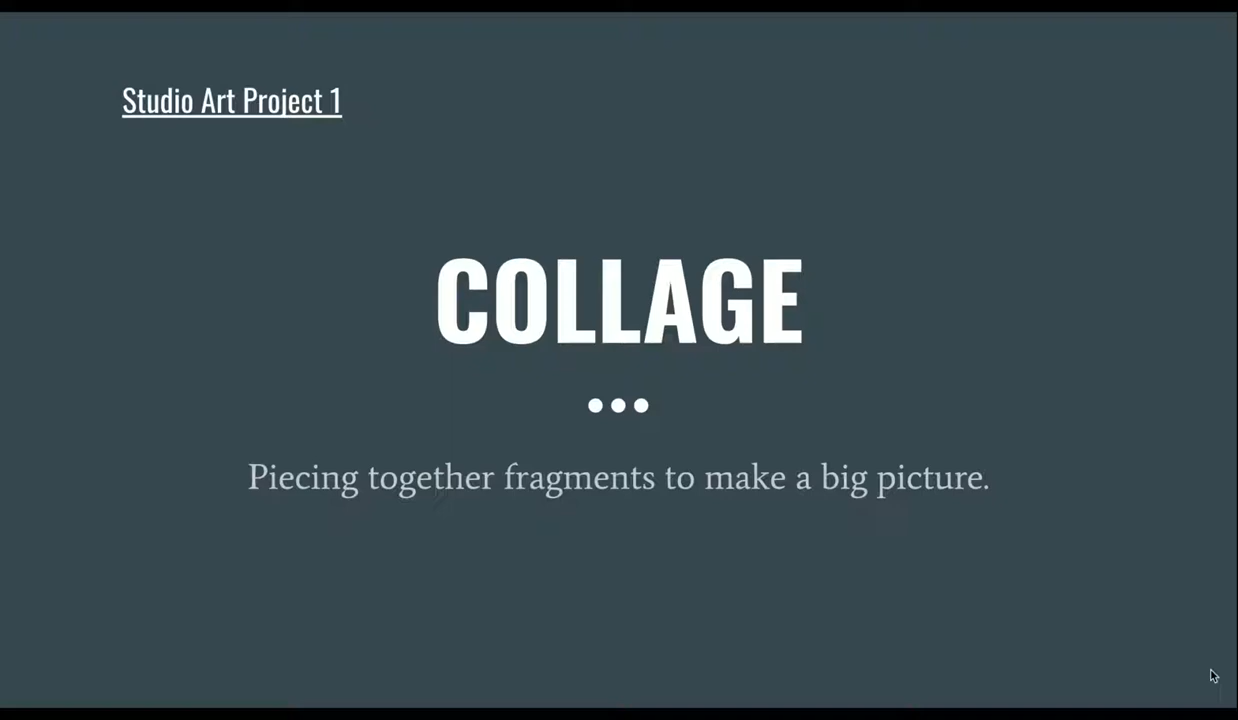 Studio Art Project 1
COLLAGE
Piecing together fragments to make a big picture.